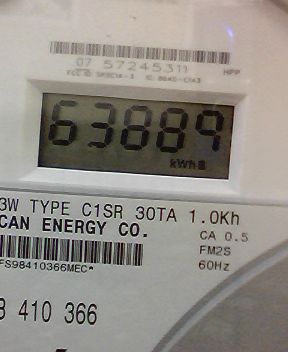 07 57245311
HPP
63889
kWh
3W TYPE C1SR 30TA 1.0Kh
CAN ENERGY CO.
CA 0.5
FM2S
FS98410366MEC*
60Hz
410 366